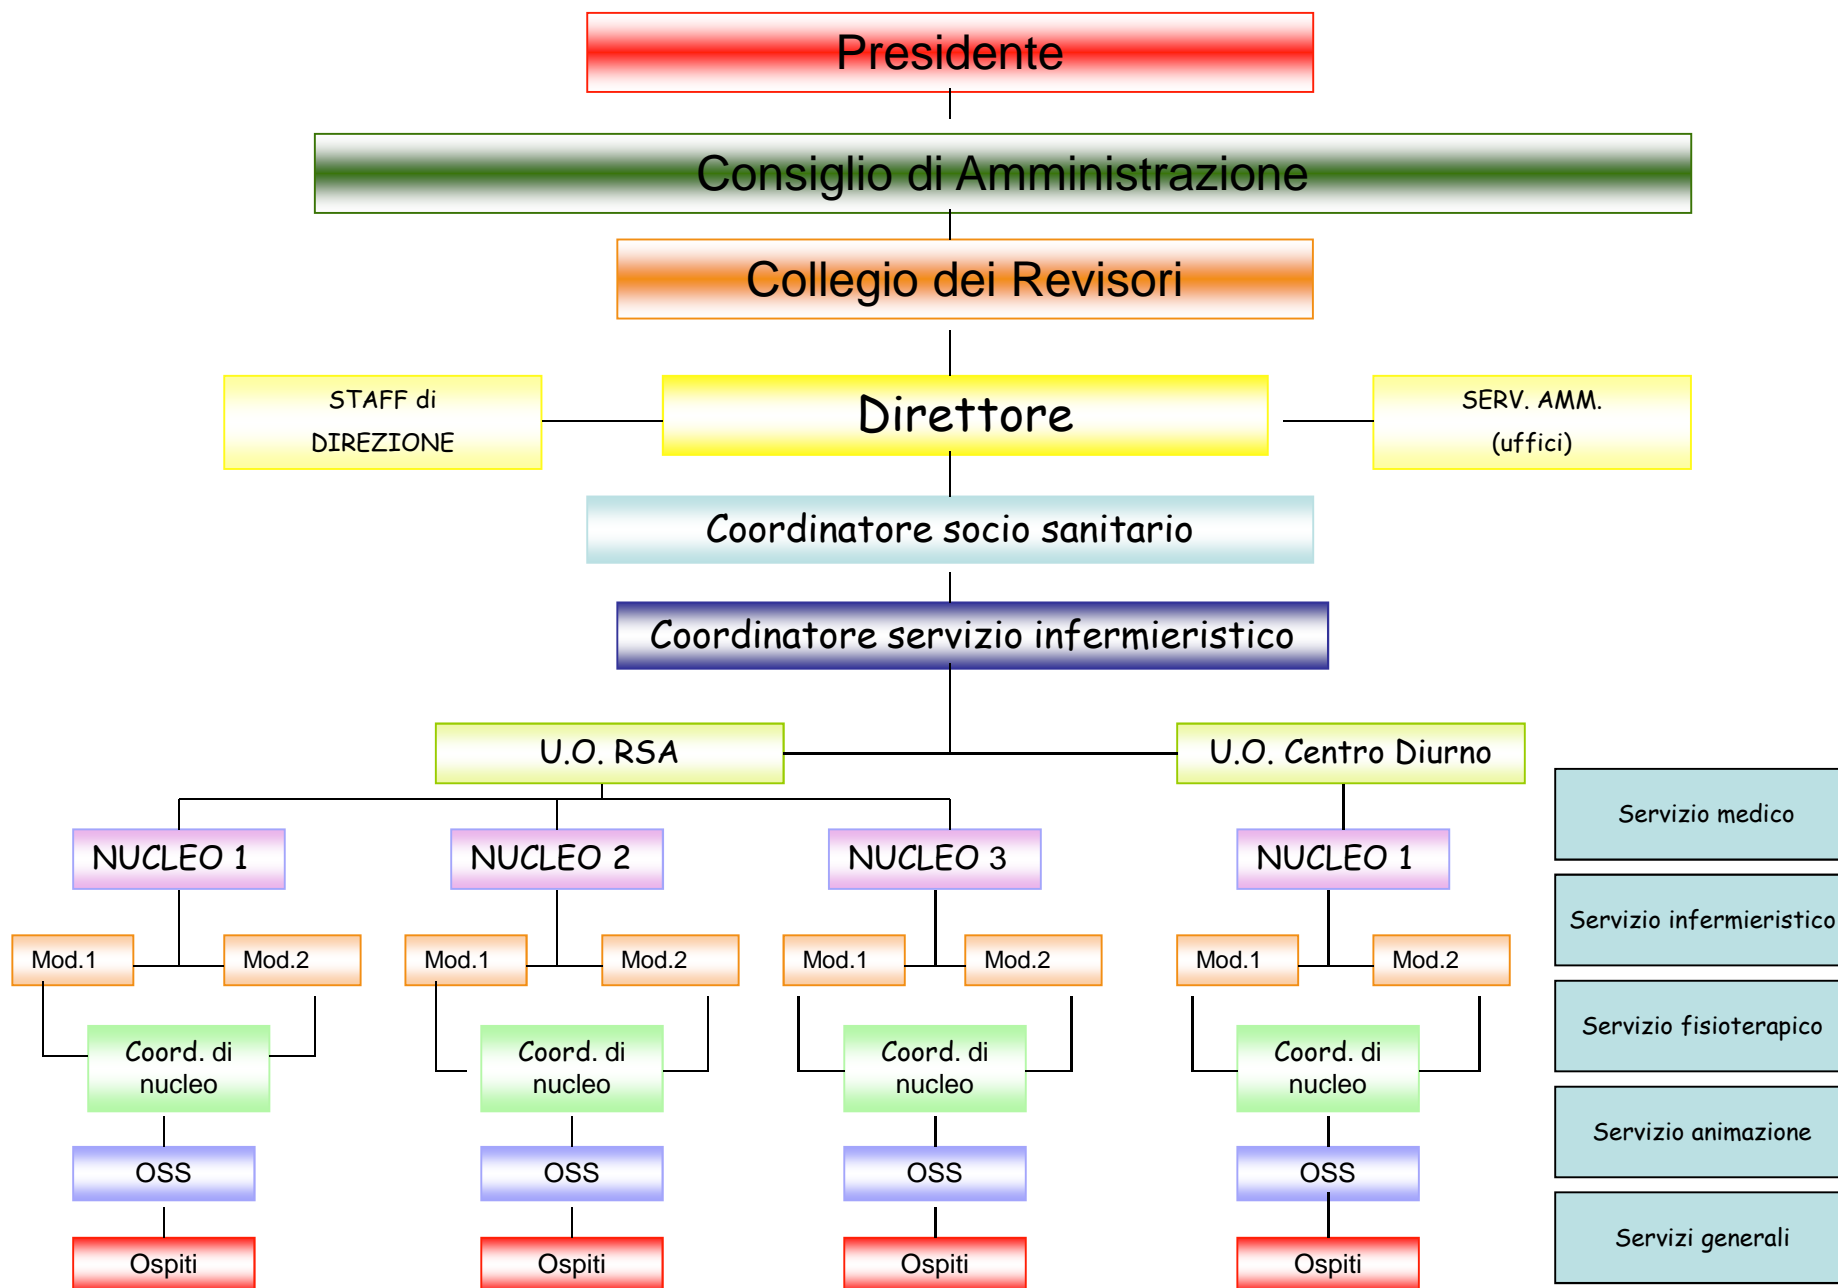 Presidente
Consiglio di Amministrazione
Collegio dei Revisori
STAFF di
DIREZIONE
Direttore
SERV. AMM.
(uffici)
Coordinatore socio sanitario
Coordinatore servizio infermieristico
U.O. RSA
U.O. Centro Diurno
NUCLEO 1
NUCLEO 2
NUCLEO 3
NUCLEO 1
Mod.1
Mod.2
Mod.1
Mod.2
Mod.1
Mod.2
Mod.1
Mod.2
Coord. di
nucleo
Coord. di
nucleo
Coord. di
nucleo
Coord. di
nucleo
OSS
OSS
OSS
OSS
Ospiti
Ospiti
Ospiti
Ospiti
Servizio medico
Servizio infermieristico
Servizio fisioterapico
Servizio animazione
Servizi generali